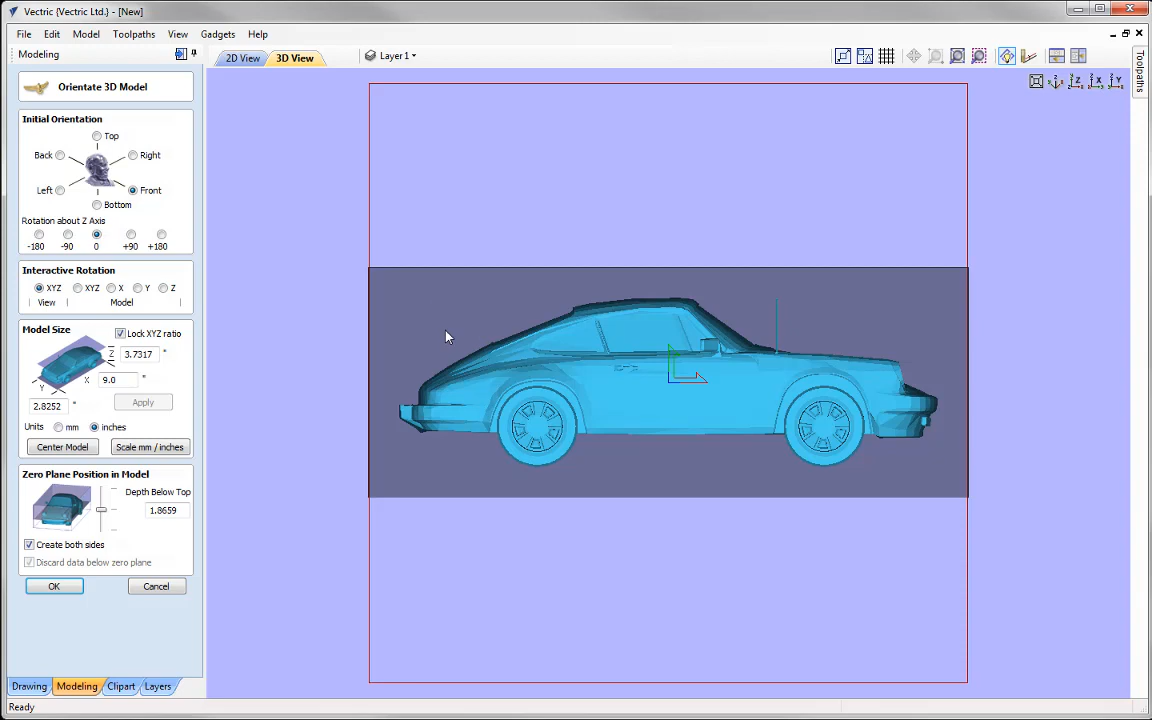 Vectric {Vectric Ltd.} - [New]
File Edit Model Toolpaths View Gadgets Help
Modeling
2D View 3D View Layer 1
Toolpaths
Orientate 3D Model
Initial Orientation
Top
Back Right
Left Front
Bottom
Rotation about Z Axis
-180 -90 0 +90 +180
Interactive Rotation
XYZ XYZ X Y Z
View Model
Model Size
Lock XYZ ratio
Z 3.7317 "
X 9.0 "
Y
2.8252 " Apply
Units mm inches
Center Model Scale mm / inches
Zero Plane Position in Model
Depth Below Top
1.8659
Create both sides
Discard data below zero plane
OK Cancel
Drawing Modeling Clipart Layers
Ready